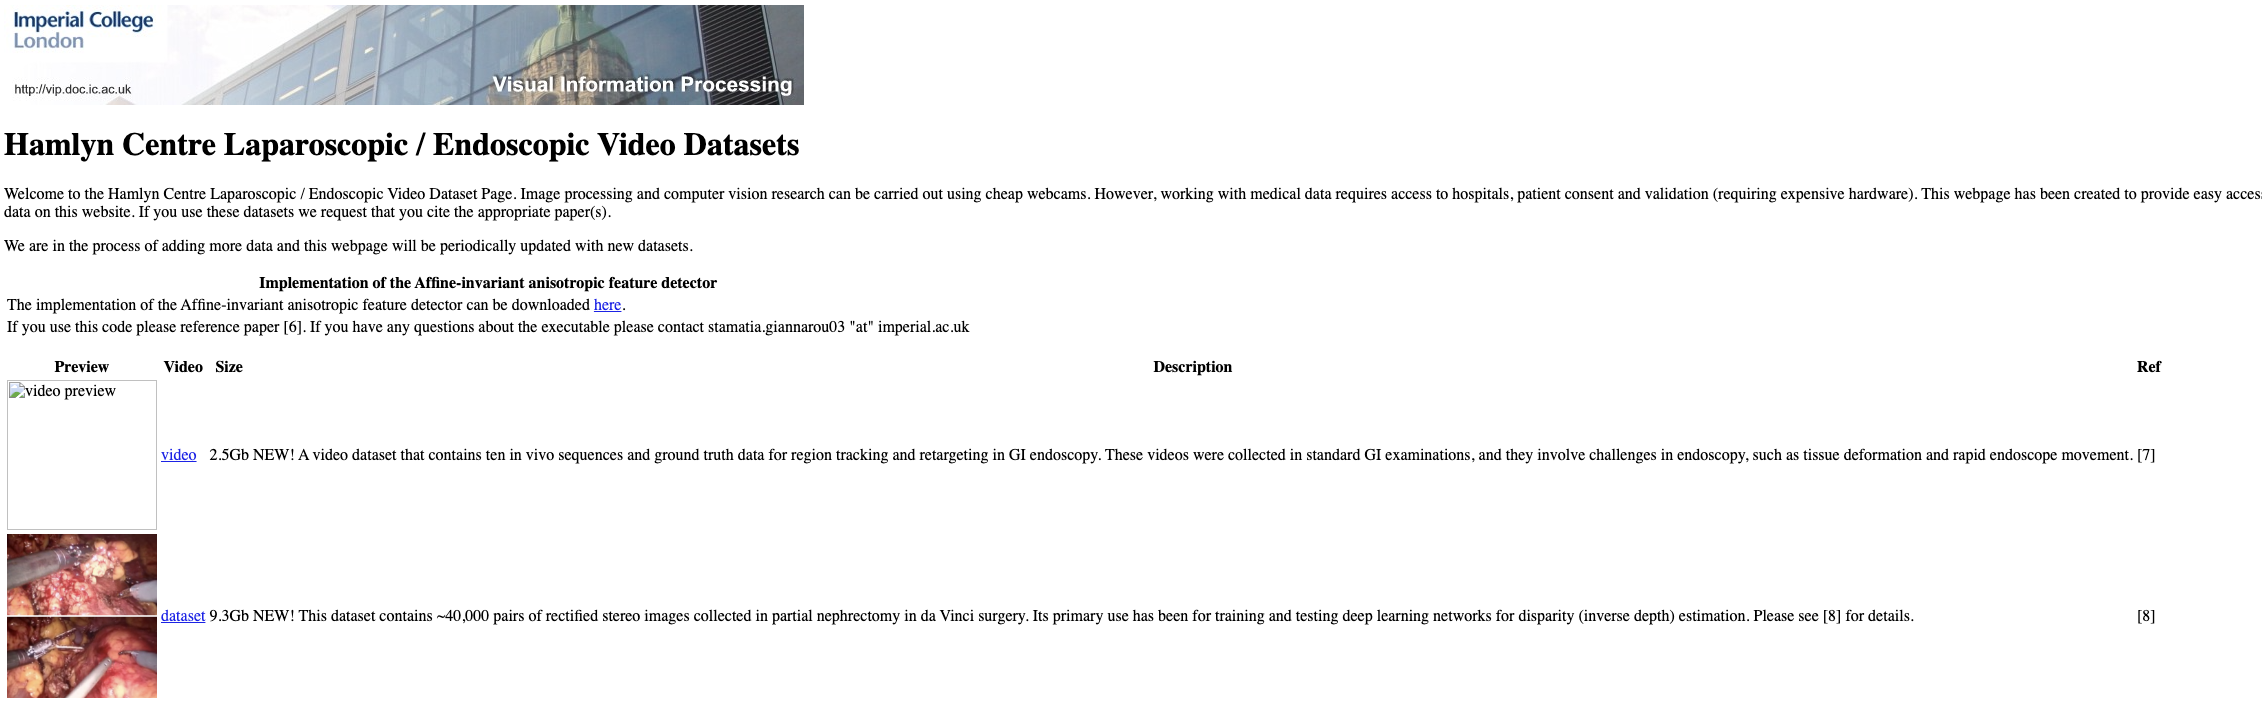 Imperial College
London
http://vip.doc.ic.ac.uk
Visual Information Processing
Hamlyn Centre Laparoscopic / Endoscopic Video Datasets
Welcome to the Hamlyn Centre Laparoscopic / Endoscopic Video Dataset Page. Image processing and computer vision research can be carried out using cheap webcams. However, working with medical data requires access to hospitals, patient consent and validation (requiring expensive hardware). This webpage has been created to provide easy
data on this website. If you use these datasets we request that you cite the appropriate paper(s).
We are in the process of adding more data and this webpage will be periodically updated with new datasets.
Implementation of the Affine-invariant anisotropic feature detector
The implementation of the Affine-invariant anisotropic feature detector can be downloaded here.
If you use this code please reference paper [6]. If you have any questions about the executable please contact stamatia.giannarou03 "at" imperial.ac.uk
Preview Video Size Description Ref
video preview
video 2.5Gb NEW! A video dataset that contains ten in vivo sequences and ground truth data for region tracking and retargeting in GI endoscopy. These videos were collected in standard GI examinations, and they involve challenges in endoscopy, such as tissue deformation and rapid endoscope movement. [7]
dataset 9.3Gb NEW! This dataset contains ~40,000 pairs of rectified stereo images collected in partial nephrectomy in da Vinci surgery. Its primary use has been for training and testing deep learning networks for disparity (inverse depth) estimation. Please see [8] for details. [8]